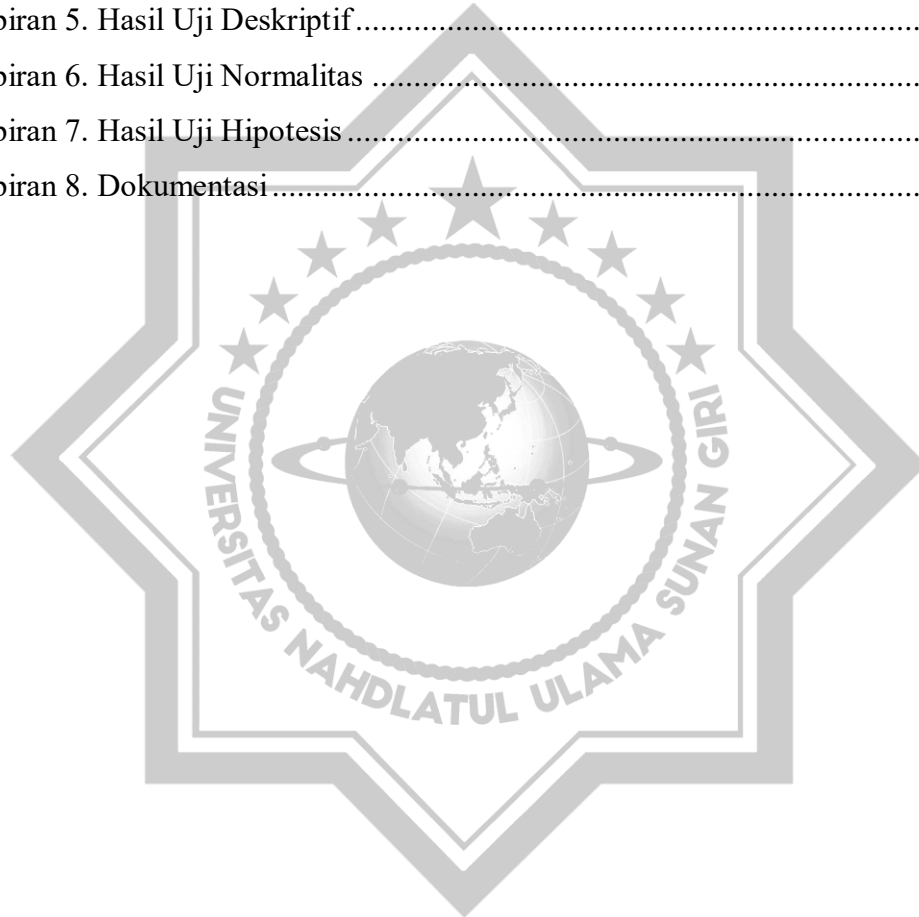 piran 5. Hasil Uji Deskriptif......................................................................
piran 6. Hasil Uji Normalitas ....................................................................
piran 7. Hasil Uji Hipotesis.......................................................................
piran 8. Dokumentasi................................................................................
UNIVERSITAS NAHDLATUL ULAMA SUNAN GIRI